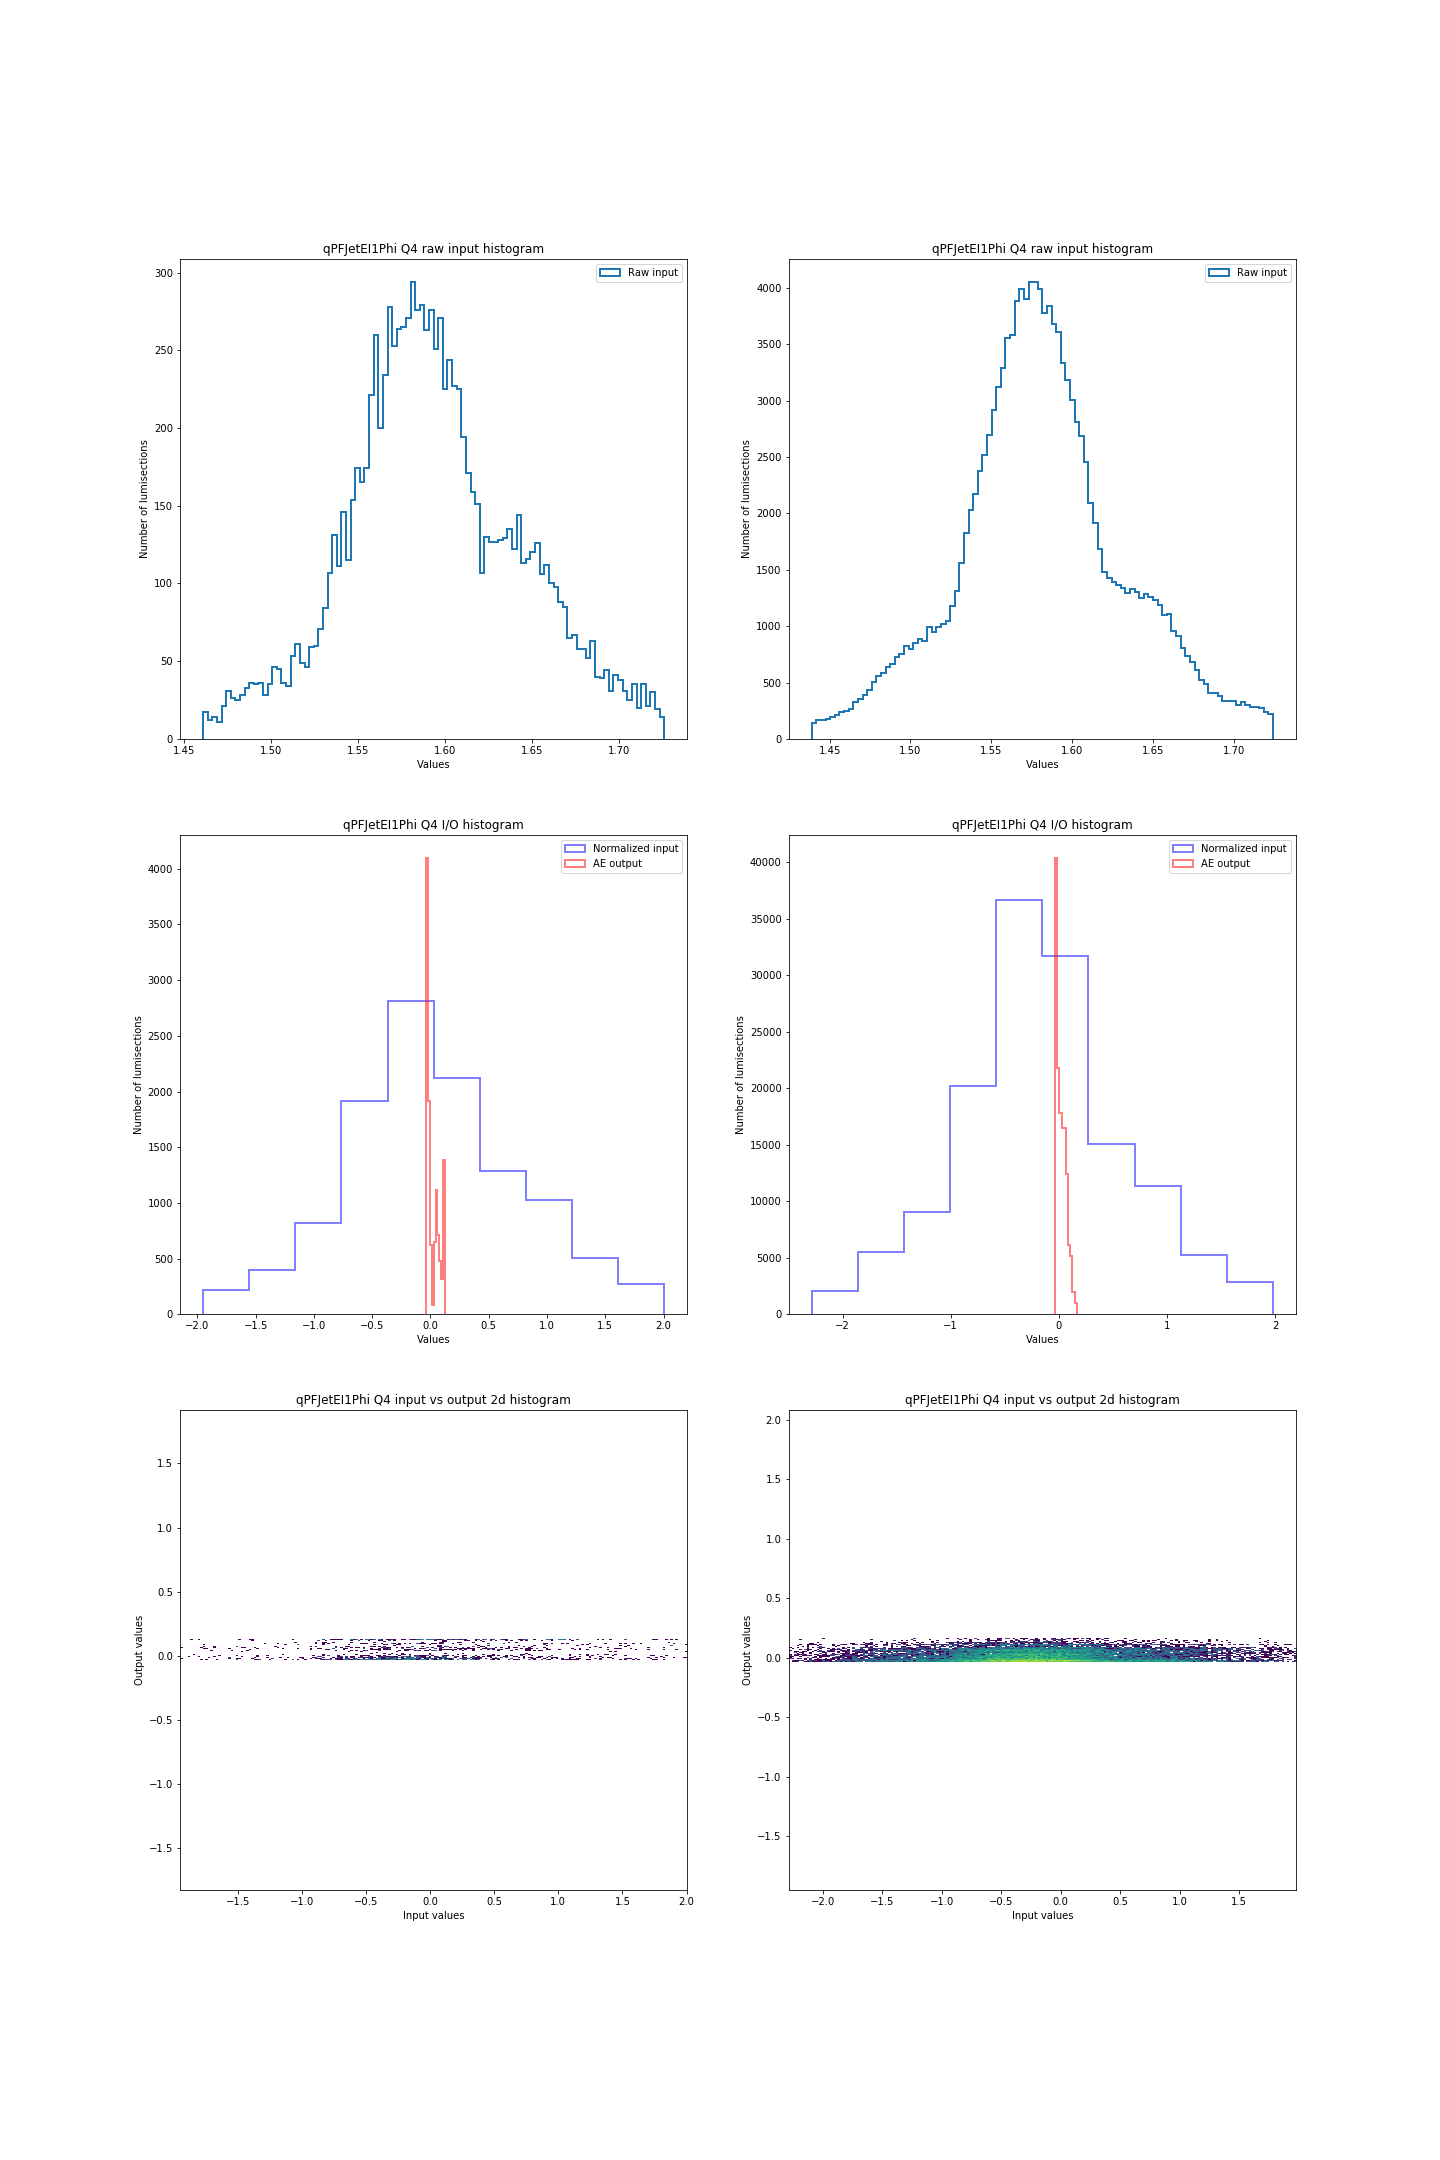 qPFJetEI1Phi Q4 raw input histogram
Raw input
300
250
200
150
100
50
0
Number of lumisections
1.45 1.50 1.55 1.60 1.65 1.70
Values
qPFJetEI1Phi Q4 raw input histogram
Raw input
4000
3500
3000
2500
2000
1500
1000
500
0
Number of lumisections
1.45 1.50 1.55 1.60 1.65 1.70
Values
qPFJetEI1Phi Q4 I/O histogram
Normalized input
AE output
4000
3500
3000
2500
2000
1500
1000
500
0
Number of lumisections
−2.0 −1.5 −1.0 −0.5 0.0 0.5 1.0 1.5 2.0
Values
qPFJetEI1Phi Q4 I/O histogram
Normalized input
AE output
40000
35000
30000
25000
20000
15000
10000
5000
0
Number of lumisections
−2 −1 0 1 2
Values
qPFJetEI1Phi Q4 input vs output 2d histogram
1.5
1.0
0.5
0.0
−0.5
−1.0
−1.5
Output values
−1.5 −1.0 −0.5 0.0 0.5 1.0 1.5 2.0
Input values
qPFJetEI1Phi Q4 input vs output 2d histogram
2.0
1.5
1.0
0.5
0.0
−0.5
−1.0
−1.5
Output values
−2.0 −1.5 −1.0 −0.5 0.0 0.5 1.0 1.5
Input values